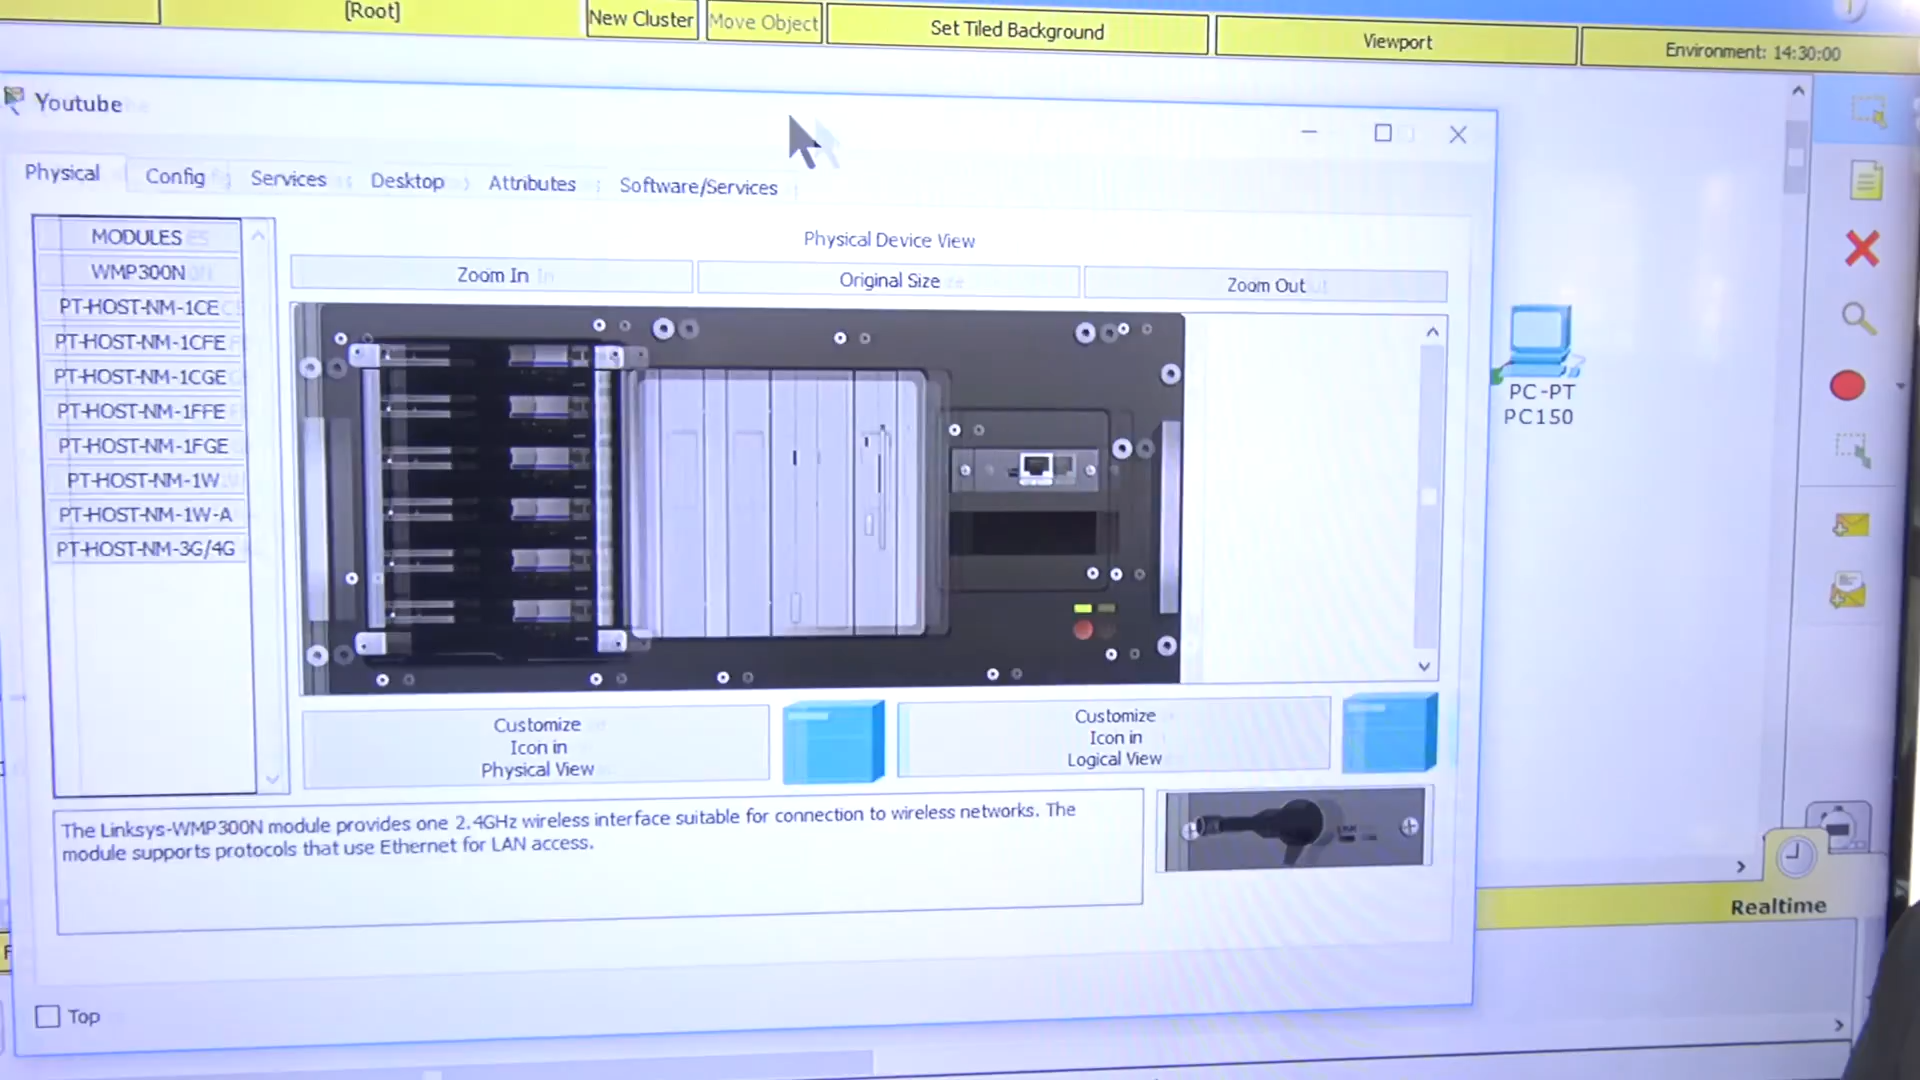 [Root]
New Cluster
Move Object
Set Tiled Background
Viewport
Environment: 14:30:00
Youtube
Physical
Config
Services
Desktop
Attributes
Software/Services
MODULES
WMP300N
PT-HOST-NM-1CE
PT-HOST-NM-1CFE
PT-HOST-NM-1CGE
PT-HOST-NM-1FFE
PT-HOST-NM-1FGE
PT-HOST-NM-1W
PT-HOST-NM-1W-A
PT-HOST-NM-3G/4G
Physical Device View
Zoom In
Original Size
Zoom Out
PC-PT
PC150
Customize
Icon in
Physical View
Customize
Icon in
Logical View
The Linksys-WMP300N module provides one 2.4GHz wireless interface suitable for connection to wireless networks. The
module supports protocols that use Ethernet for LAN access.
Realtime
Top